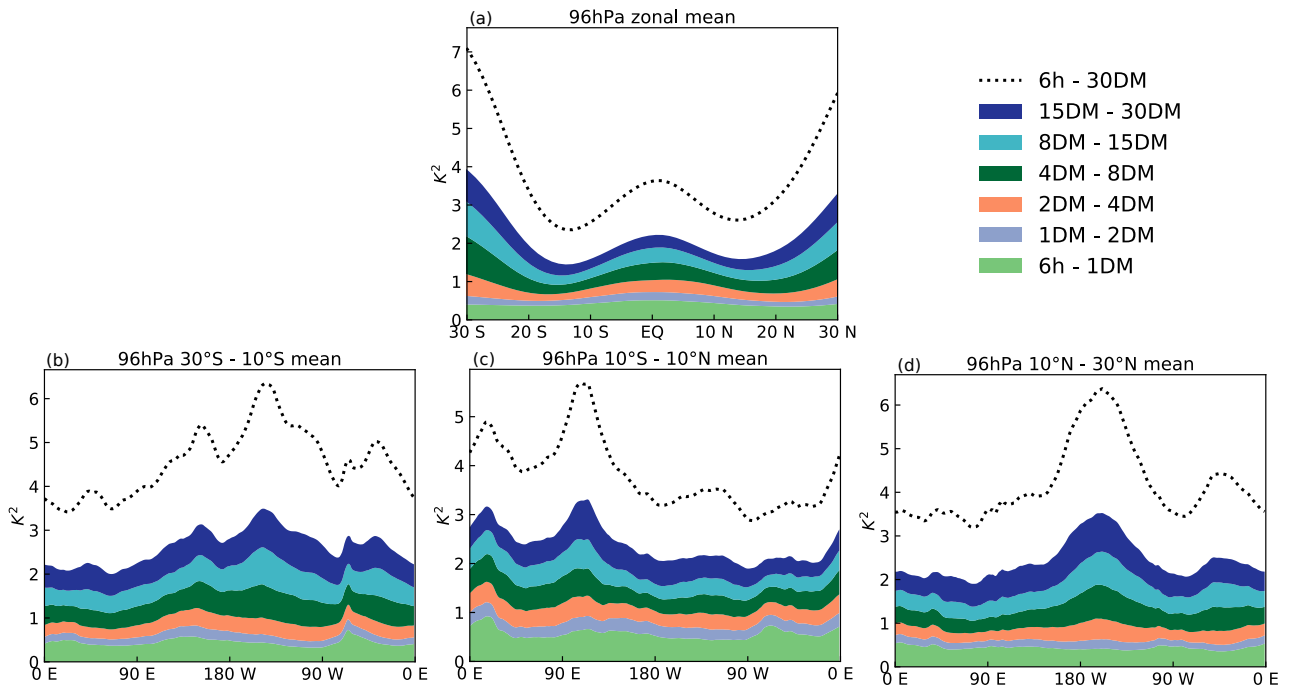 (a) 96hPa zonal mean
7
6
5
4
3
2
1
0
K²
30 S 20 S 10 S EQ 10 N 20 N 30 N
6h - 30DM
15DM - 30DM
8DM - 15DM
4DM - 8DM
2DM - 4DM
1DM - 2DM
6h - 1DM
(b) 96hPa 30°S - 10°S mean
6
5
4
3
2
1
0
K²
0 E 90 E 180 W 90 W 0 E
(c) 96hPa 10°S - 10°N mean
5
4
3
2
1
0
K²
0 E 90 E 180 W 90 W 0 E
(d) 96hPa 10°N - 30°N mean
6
5
4
3
2
1
0
K²
0 E 90 E 180 W 90 W 0 E